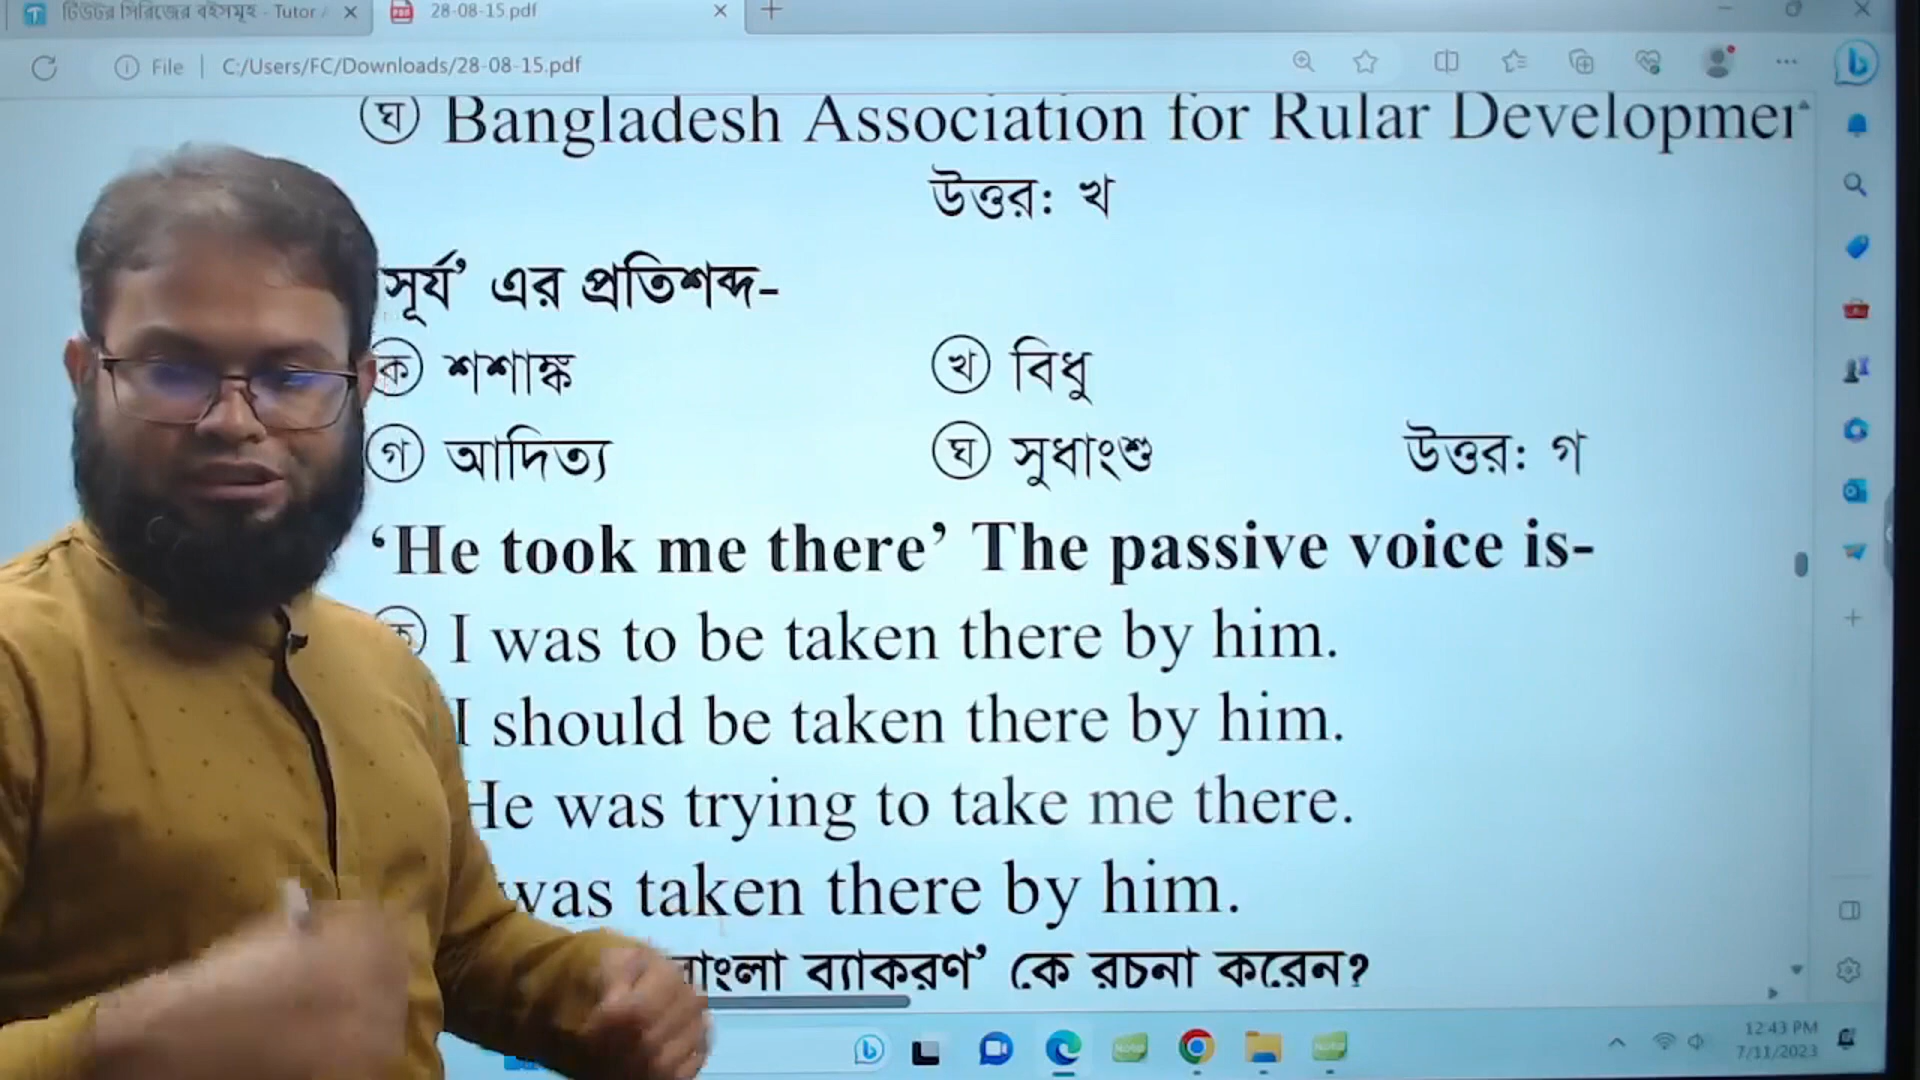 টিউটর সিরিজের বইসমূহ - Tutor
28-08-15.pdf
File | C:/Users/FC/Downloads/28-08-15.pdf
ঘ Bangladesh Association for Rular
উত্তর: খ
সূর্য’ এর প্রতিশব্দ-
ক শশাঙ্ক
খ বিধু
গ আদিত্য
ঘ সুধাংশু
উত্তর: গ
‘He took me there’ The passive voice is-
ক I was to be taken there by him.
I should be taken there by him.
He was trying to take me there.
was taken there by him.
বাংলা ব্যাকরণ’ কে রচনা করেন?
12:43 PM
7/11/2023